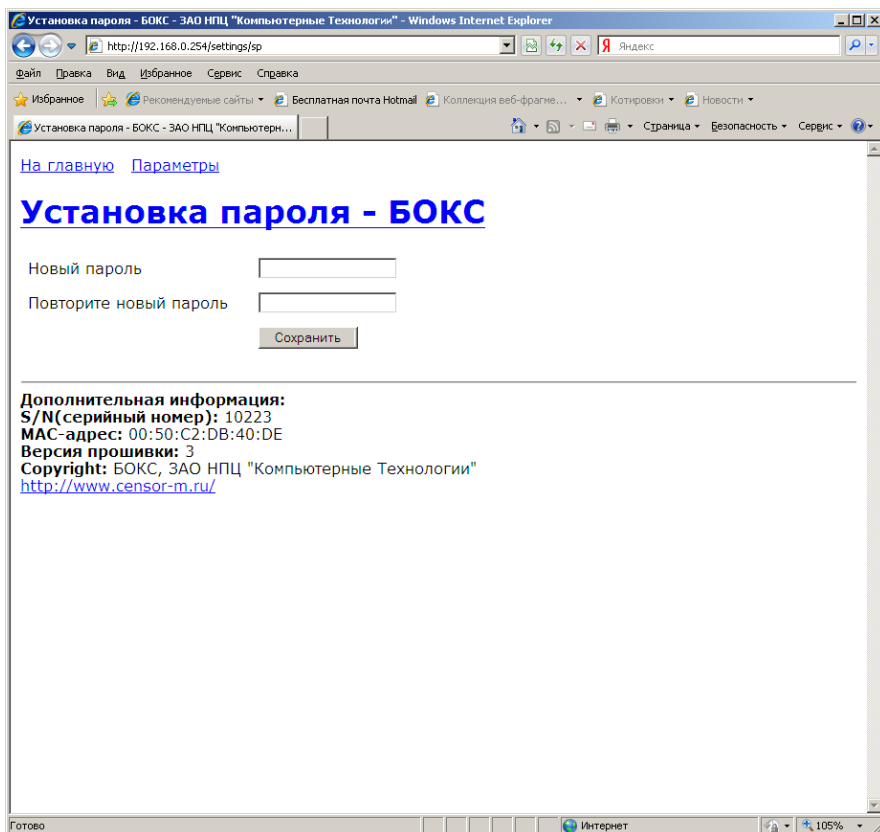 Установка пароля - БОКС - ЗАО НПЦ "Компьютерные Технологии" - Windows Internet Explorer
http://192.168.0.254/settings/sp
Яндекс
Файл Правка Вид Избранное Сервис Справка
Избранное Рекомендуемые сайты Бесплатная почта Hotmail Коллекция веб-фрагме... Котировки Новости
Установка пароля - БОКС - ЗАО НПЦ "Компьютерн... Страница Безопасность Сервис
На главную Параметры
Установка пароля - БОКС
Новый пароль
Повторите новый пароль
Сохранить
Дополнительная информация:
S/N(серийный номер): 10223
MAC-адрес: 00:50:C2:DB:40:DE
Версия прошивки: 3
Copyright: БОКС, ЗАО НПЦ "Компьютерные Технологии"
http://www.censor-m.ru/
Готово Интернет 105%